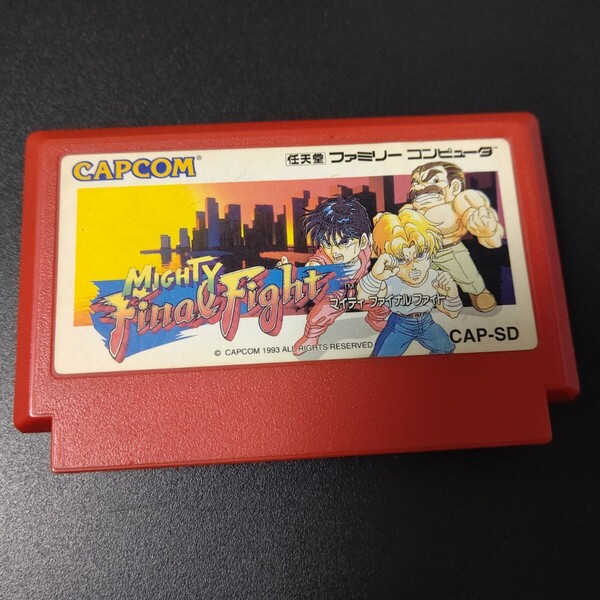 CAPCOM®
任天堂 ファミリー コンピュータ
MIGHTY
Final Fight
マイティ ファイナル ファイト
CAP-SD
© CAPCOM 1993 ALL RIGHTS RESERVED